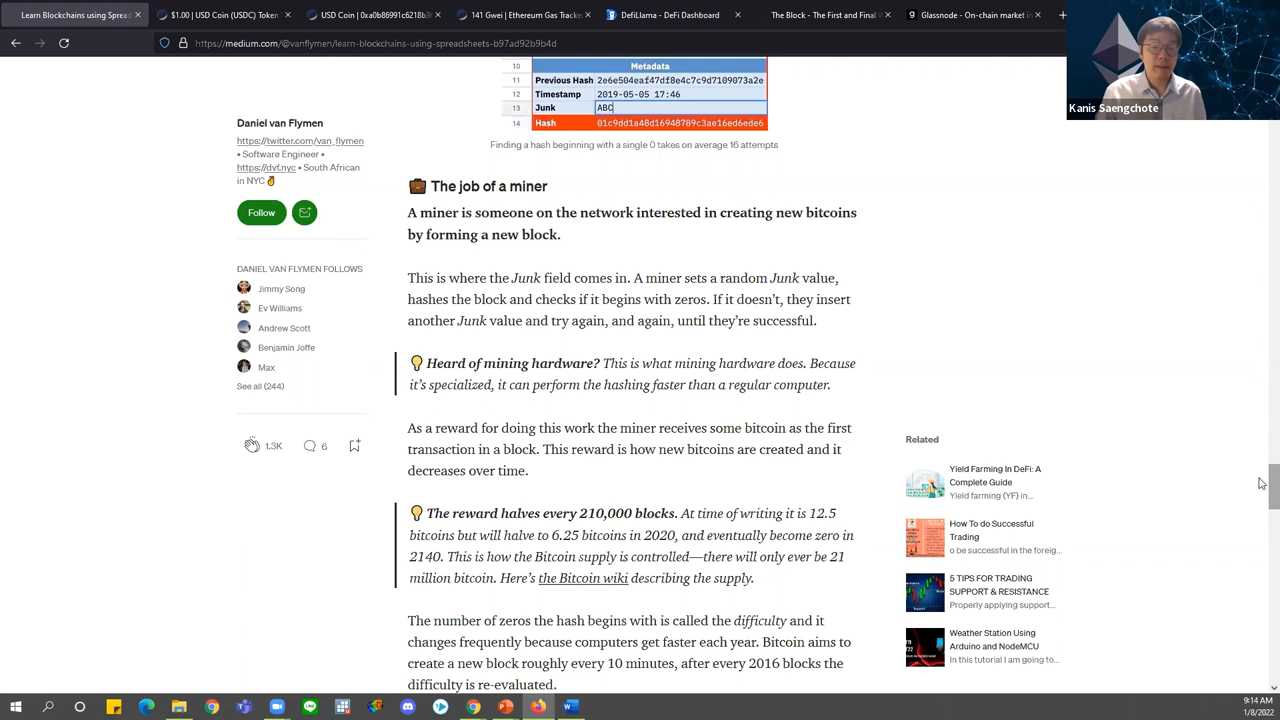 Learn Blockchains using Spread
$1.00 | USD Coin (USDC) Token
USD Coin | 0xa0b86991c6218b3
141 Wei | Ethereum Gas Tracke
DefiLlama - DeFi Dashboard
The Block - The First and Final V
Glassnode - On-chain market in
https://medium.com/@vanflymen/learn-blockchains-using-spreadsheets-b97ad92b9b4d
Kanis Saengchote
10 Metadata
11 Previous Hash 2e6e504eaf47df8e4c7c9d7109073a2e
12 Timestamp 2019-05-05 17:46
13 Junk ABC
14 Hash 01c9dd1a48d16948789c3ae16ed6ede6
Finding a hash beginning with a single 0 takes on average 16 attempts
Daniel van Flymen
https://twitter.com/van_flymen
• Software Engineer •
https://dvf.nyc • South African
in NYC
Follow
DANIEL VAN FLYMEN FOLLOWS
Jimmy Song
Ev Williams
Andrew Scott
Benjamin Joffe
Max
See all (244)
1.3K
6
The job of a miner
A miner is someone on the network interested in creating new bitcoins
by forming a new block.
This is where the Junk field comes in. A miner sets a random Junk value,
hashes the block and checks if it begins with zeros. If it doesn't, they insert
another Junk value and try again, and again, until they're successful.
Heard of mining hardware? This is what mining hardware does. Because
it's specialized, it can perform the hashing faster than a regular computer.
As a reward for doing this work the miner receives some bitcoin as the first
transaction in a block. This reward is how new bitcoins are created and it
decreases over time.
The reward halves every 210,000 blocks. At time of writing it is 12.5
bitcoins but will halve to 6.25 bitcoins in 2020, and eventually become zero in
2140. This is how the Bitcoin supply is controlled—there will only ever be 21
million bitcoin. Here's the Bitcoin wiki describing the supply.
The number of zeros the hash begins with is called the difficulty and it
changes frequently because computers get faster each year. Bitcoin aims to
create a new block roughly every 10 minutes, after every 2016 blocks the
difficulty is re-evaluated.
Related
Yield Farming In DeFi: A
Complete Guide
Yield farming (YF) in...
How To do Successful
Trading
o be successful in the foreig...
5 TIPS FOR TRADING
SUPPORT & RESISTANCE
Properly applying support...
Weather Station Using
Arduino and NodeMCU
In this tutorial I am going to...
9:14 AM
1/8/2022